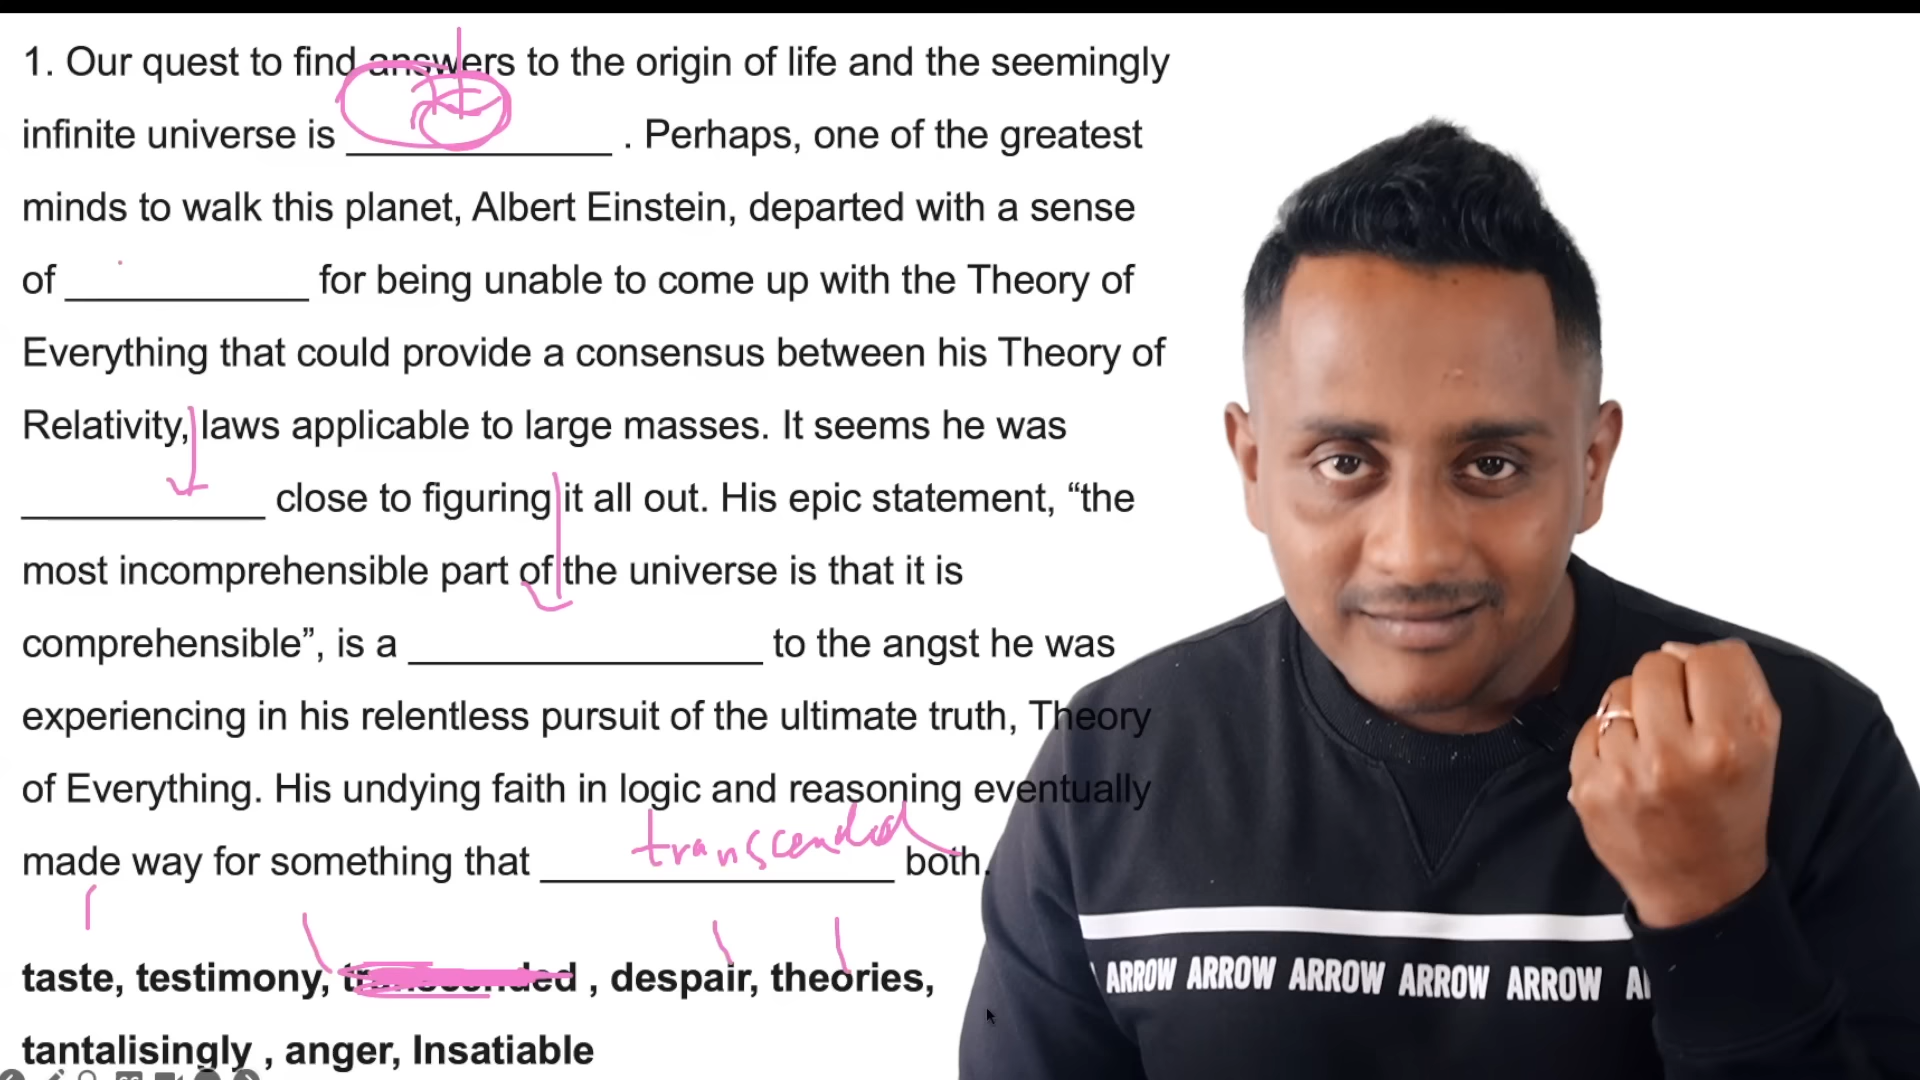 1. Our quest to find answers to the origin of life and the seemingly
infinite universe is ____________ . Perhaps, one of the greatest
minds to walk this planet, Albert Einstein, departed with a sense
of ___________ for being unable to come up with the Theory of
Everything that could provide a consensus between his Theory of
Relativity, laws applicable to large masses. It seems he was
___________ close to figuring it all out. His epic statement, “the
most incomprehensible part of the universe is that it is
comprehensible”, is a ________________ to the angst he was
experiencing in his relentless pursuit of the ultimate truth, Theory
of Everything. His undying faith in logic and reasoning eventually
made way for something that transcended both.
taste, testimony, transcended , despair, theories,
tantalisingly , anger, Insatiable
ARROW ARROW ARROW ARROW ARROW